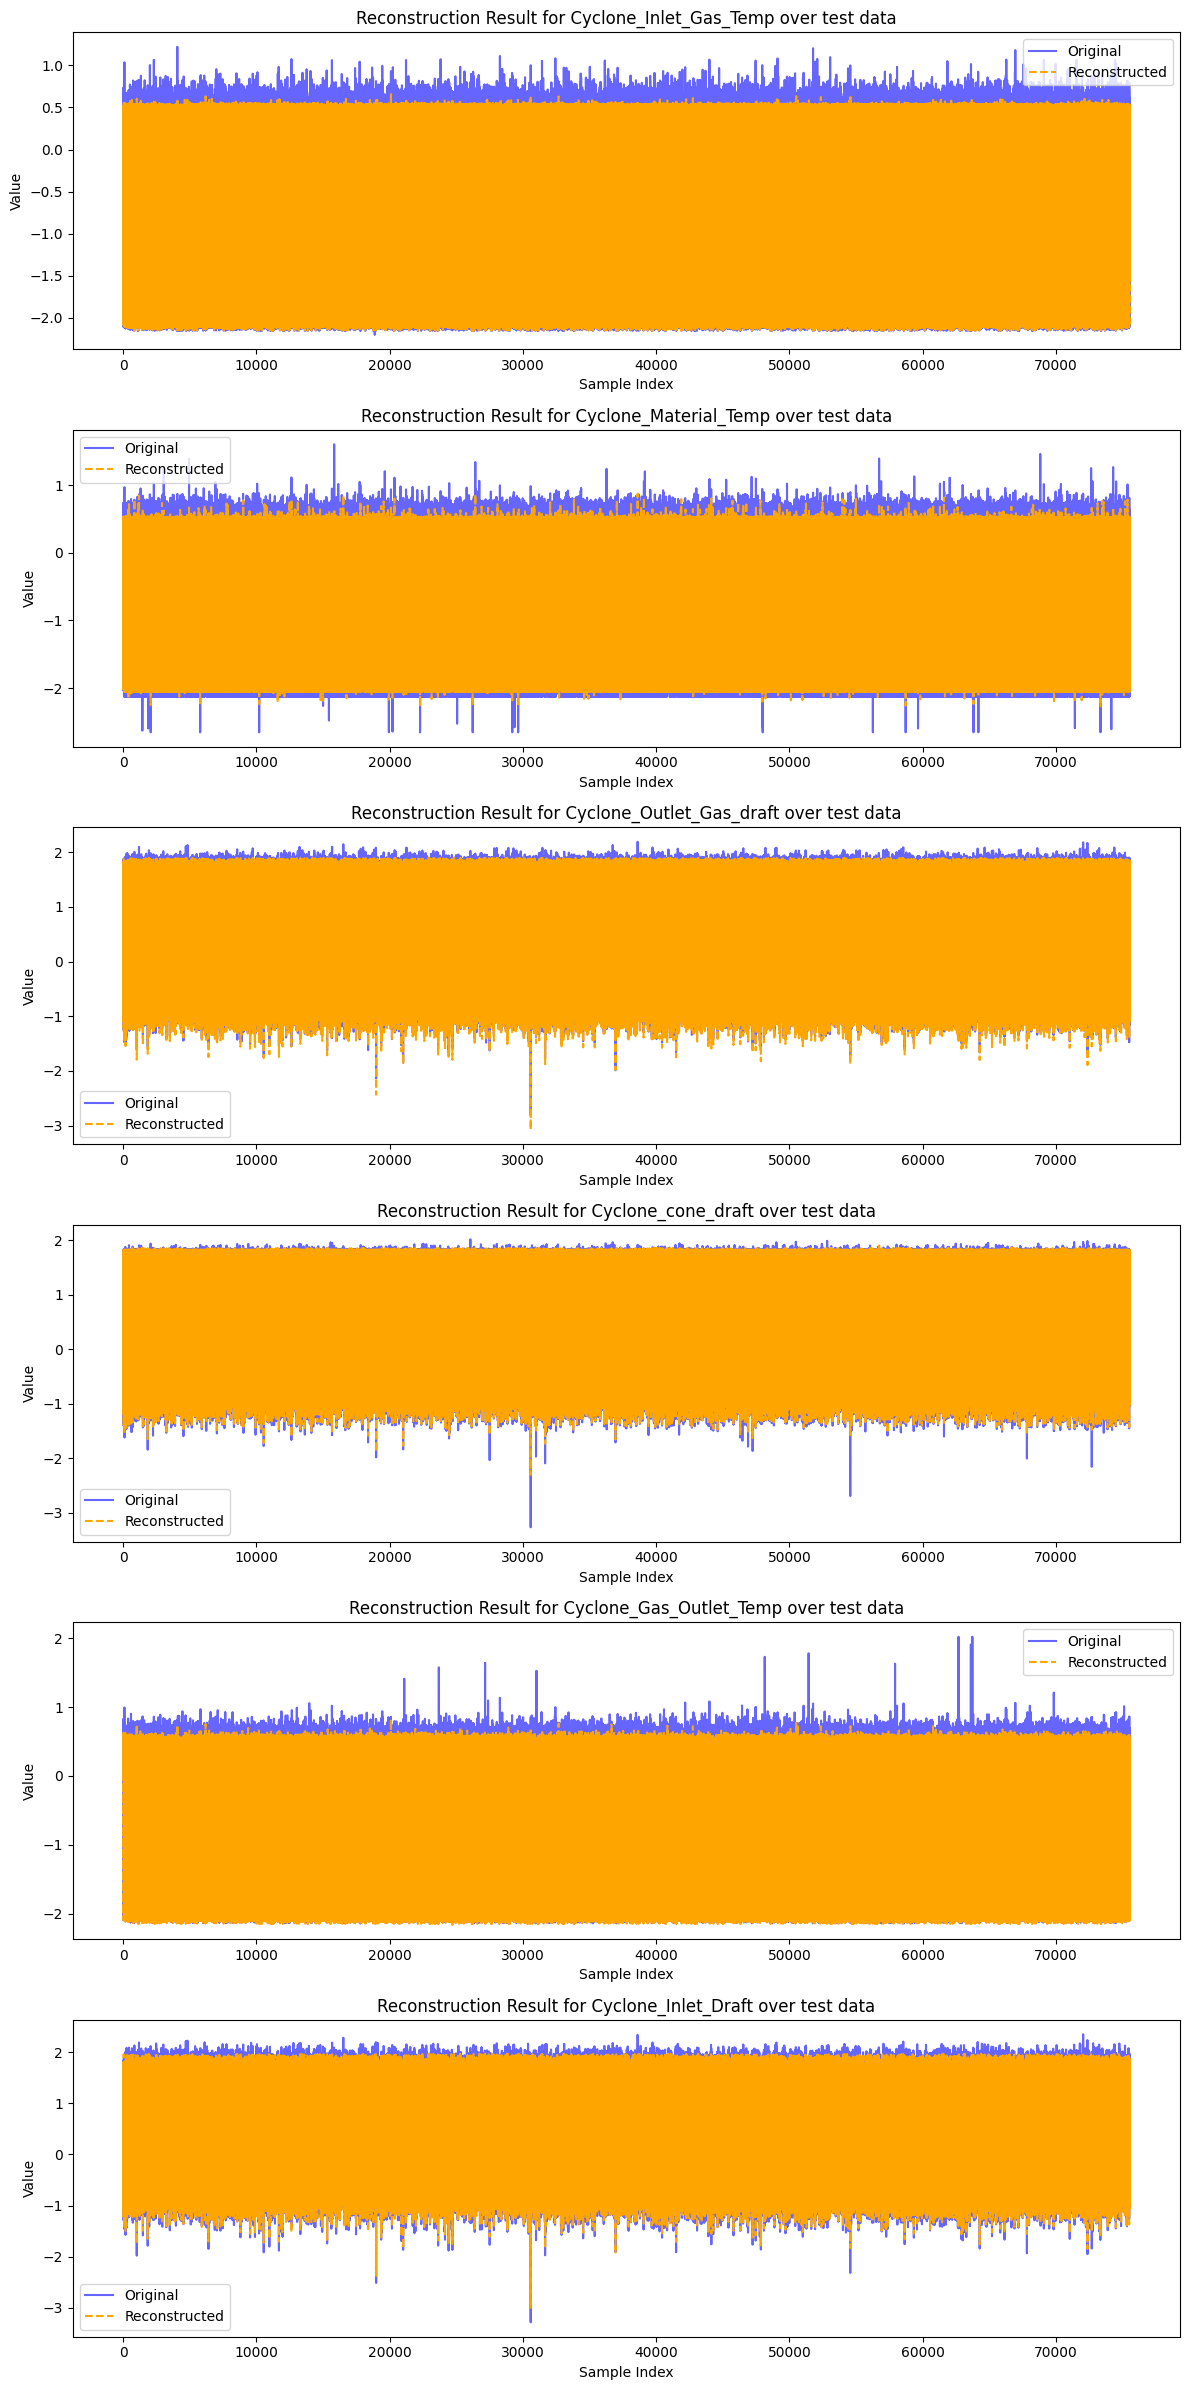 Reconstruction Result for Cyclone_Inlet_Gas_Temp over test data
Original
Reconstructed
1.0
0.5
0.0
−0.5
−1.0
−1.5
−2.0
Value
0 10000 20000 30000 40000 50000 60000 70000
Sample Index
Reconstruction Result for Cyclone_Material_Temp over test data
Original
Reconstructed
1
0
−1
−2
Value
0 10000 20000 30000 40000 50000 60000 70000
Sample Index
Reconstruction Result for Cyclone_Outlet_Gas_draft over test data
2
1
0
−1
−2
−3
Value
Original
Reconstructed
0 10000 20000 30000 40000 50000 60000 70000
Sample Index
Reconstruction Result for Cyclone_cone_draft over test data
2
1
0
−1
−2
−3
Value
Original
Reconstructed
0 10000 20000 30000 40000 50000 60000 70000
Sample Index
Reconstruction Result for Cyclone_Gas_Outlet_Temp over test data
Original
Reconstructed
2
1
0
−1
−2
Value
0 10000 20000 30000 40000 50000 60000 70000
Sample Index
Reconstruction Result for Cyclone_Inlet_Draft over test data
2
1
0
−1
−2
−3
Value
Original
Reconstructed
0 10000 20000 30000 40000 50000 60000 70000
Sample Index